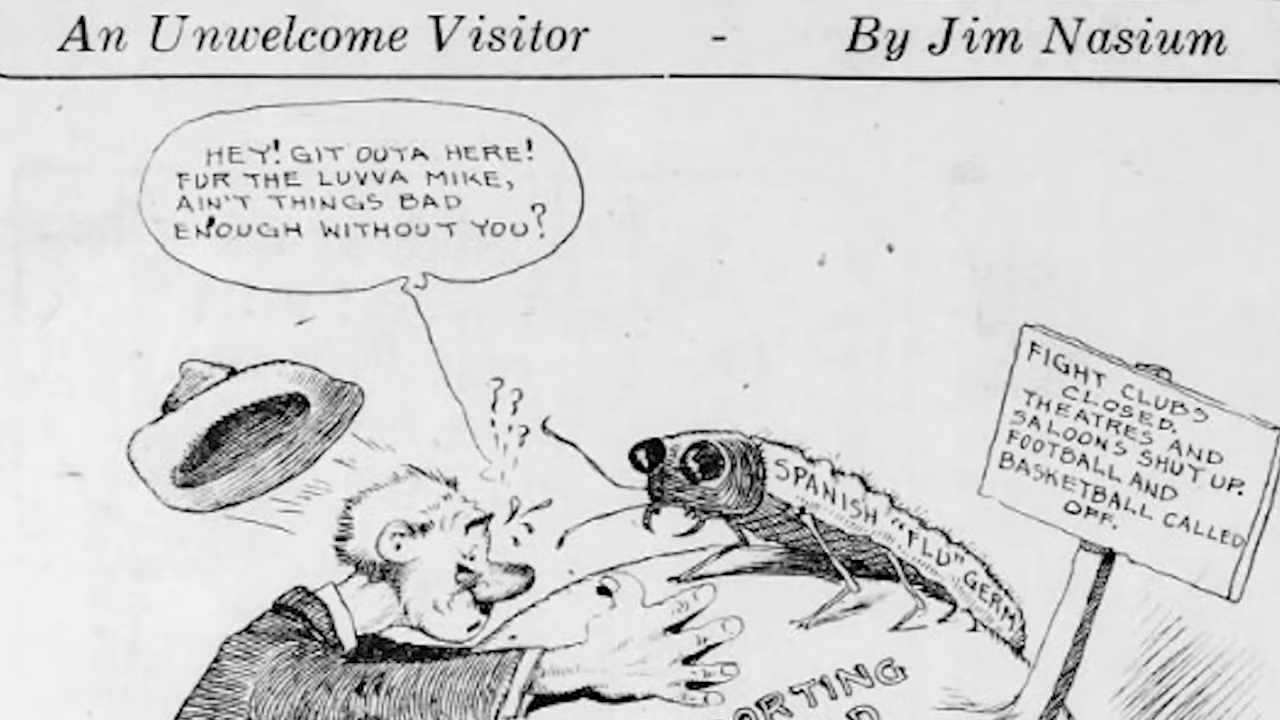 An Unwelcome Visitor - By Jim Nasium
HEY! GIT OUTA HERE!
FUR THE LUVVA MIKE,
AIN'T THINGS BAD
ENOUGH WITHOUT YOU?
??
?
SPANISH "FLU" GERM
FIGHT CLUBS
CLOSED.
THEATRES AND
SALOONS SHUT UP.
FOOTBALL AND
BASKETBALL CALLED
OFF.